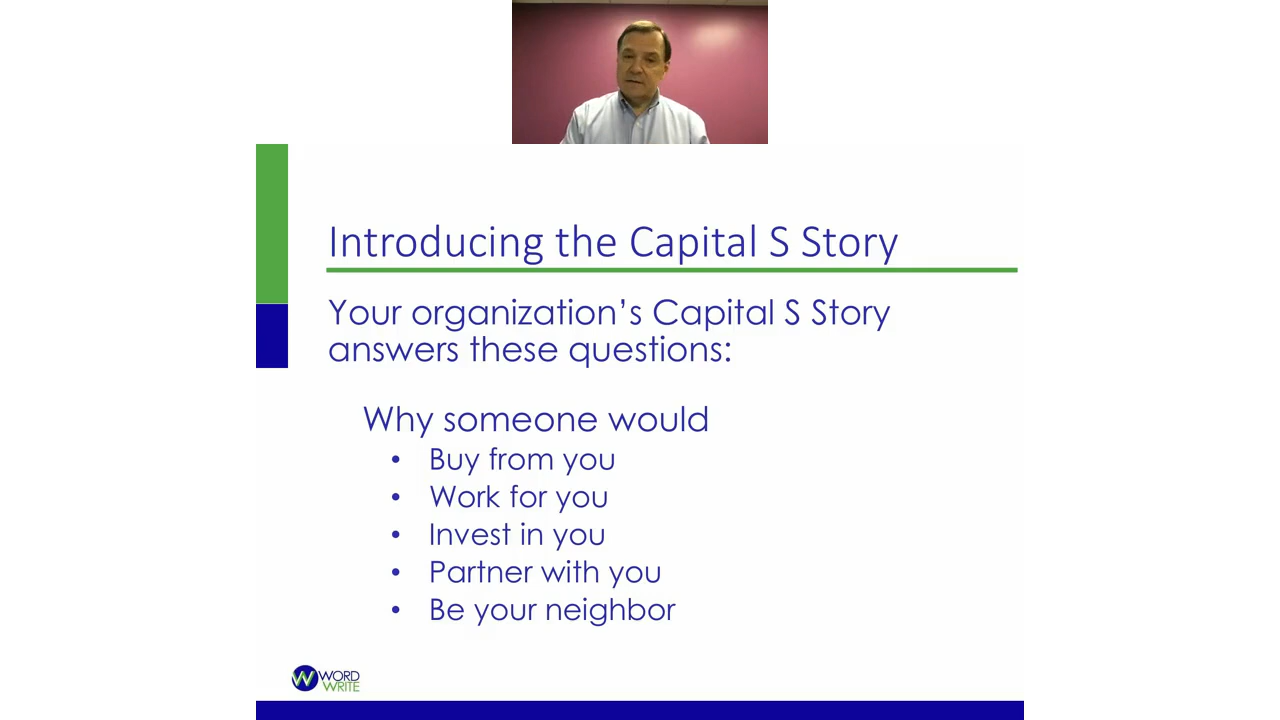 Introducing the Capital S Story
Your organization’s Capital S Story
answers these questions:
Why someone would
• Buy from you
• Work for you
• Invest in you
• Partner with you
• Be your neighbor
W WORD
WRITE